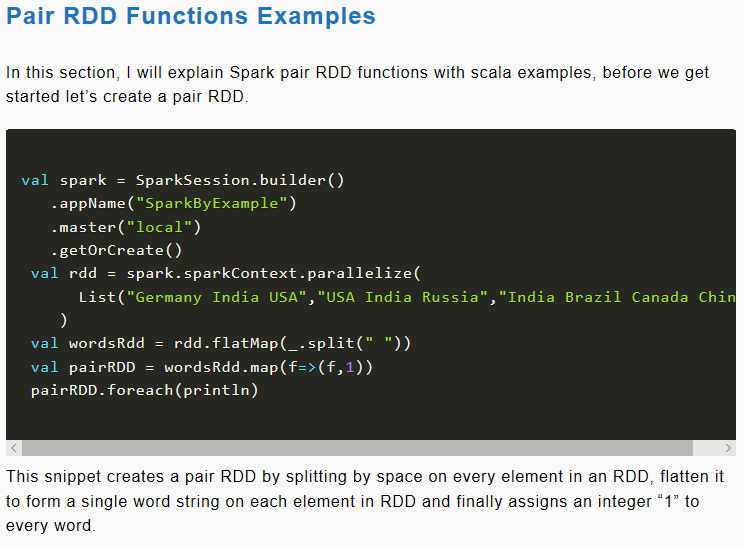 Pair RDD Functions Examples
In this section, I will explain Spark pair RDD functions with scala examples, before we get
started let’s create a pair RDD.
val spark = SparkSession.builder()
   .appName("SparkByExample")
   .master("local")
   .getOrCreate()
 val rdd = spark.sparkContext.parallelize(
      List("Germany India USA","USA India Russia","India Brazil Canada Chin
    )
 val wordsRdd = rdd.flatMap(_.split(" "))
 val pairRDD = wordsRdd.map(f=>(f,1))
 pairRDD.foreach(println)
This snippet creates a pair RDD by splitting by space on every element in an RDD, flatten it
to form a single word string on each element in RDD and finally assigns an integer “1” to
every word.